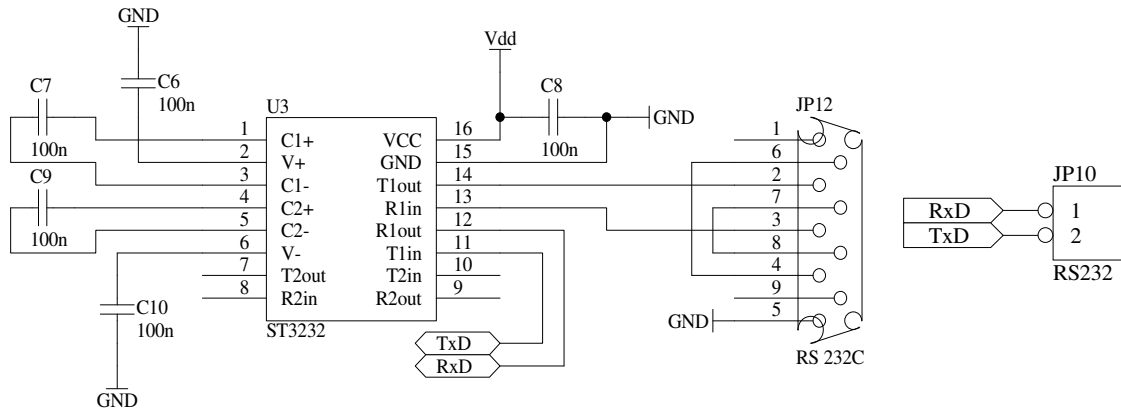 GND
C7
100n
C6
100n
C9
100n
C10
100n
GND
U3
1 C1+ VCC 16
2 V+ GND 15
3 C1- T1out 14
4 C2+ R1in 13
5 C2- R1out 12
6 V- T1in 11
7 T2out T2in 10
8 R2in R2out 9
ST3232
TxD
RxD
Vdd
C8
100n
GND
JP12
1
6
2
7
3
8
4
9
5
GND
RS 232C
JP10
RxD 1
TxD 2
RS232